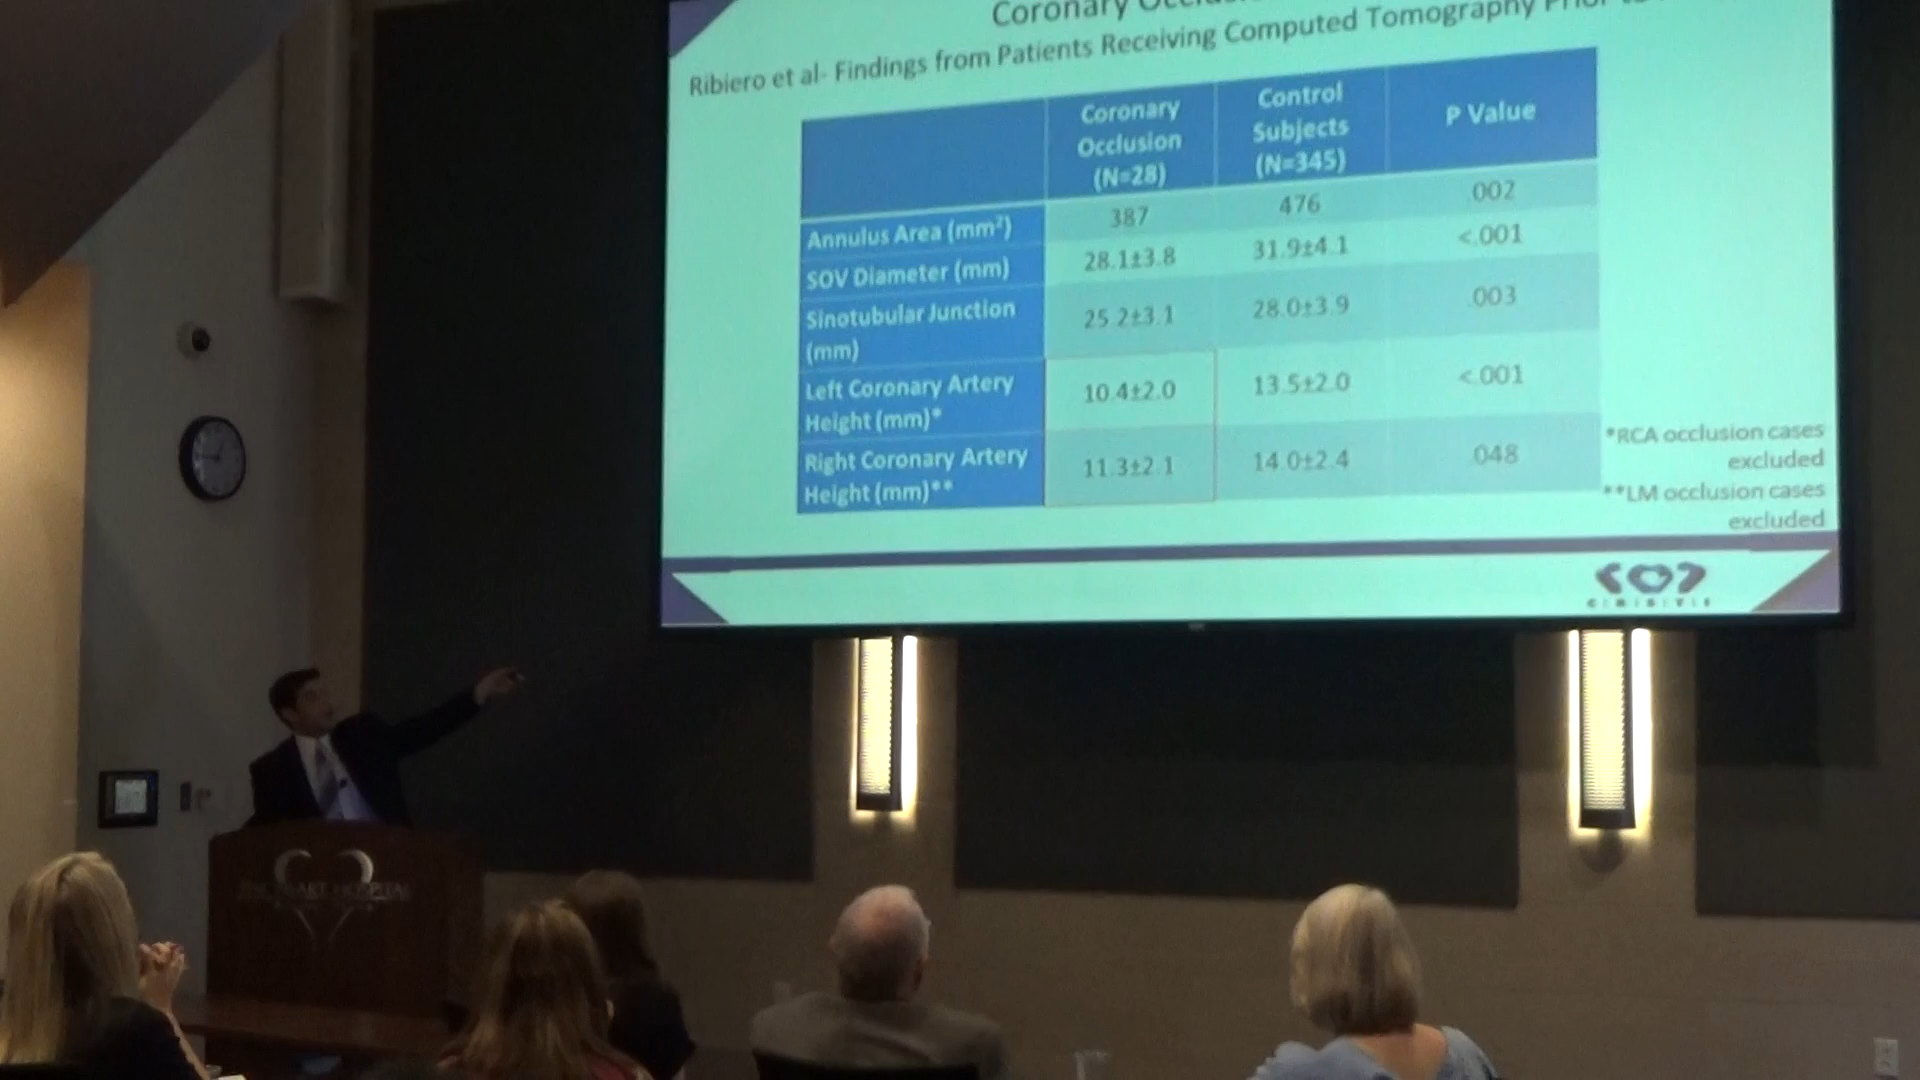 Coronary
Ribiero et al- Findings from Patients Receiving Computed Tomography Prior to
Coronary Occlusion (N=28)
Control Subjects (N=345)
P Value
Annulus Area (mm²) 387 476 .002
SOV Diameter (mm) 28.1±3.8 31.9±4.1 <.001
Sinotubular Junction (mm) 25.2±3.1 28.0±3.9 .003
Left Coronary Artery Height (mm)* 10.4±2.0 13.5±2.0 <.001
Right Coronary Artery Height (mm)** 11.3±2.1 14.0±2.4 .048
*RCA occlusion cases
excluded
**LM occlusion cases
excluded
HEART HOSPITAL